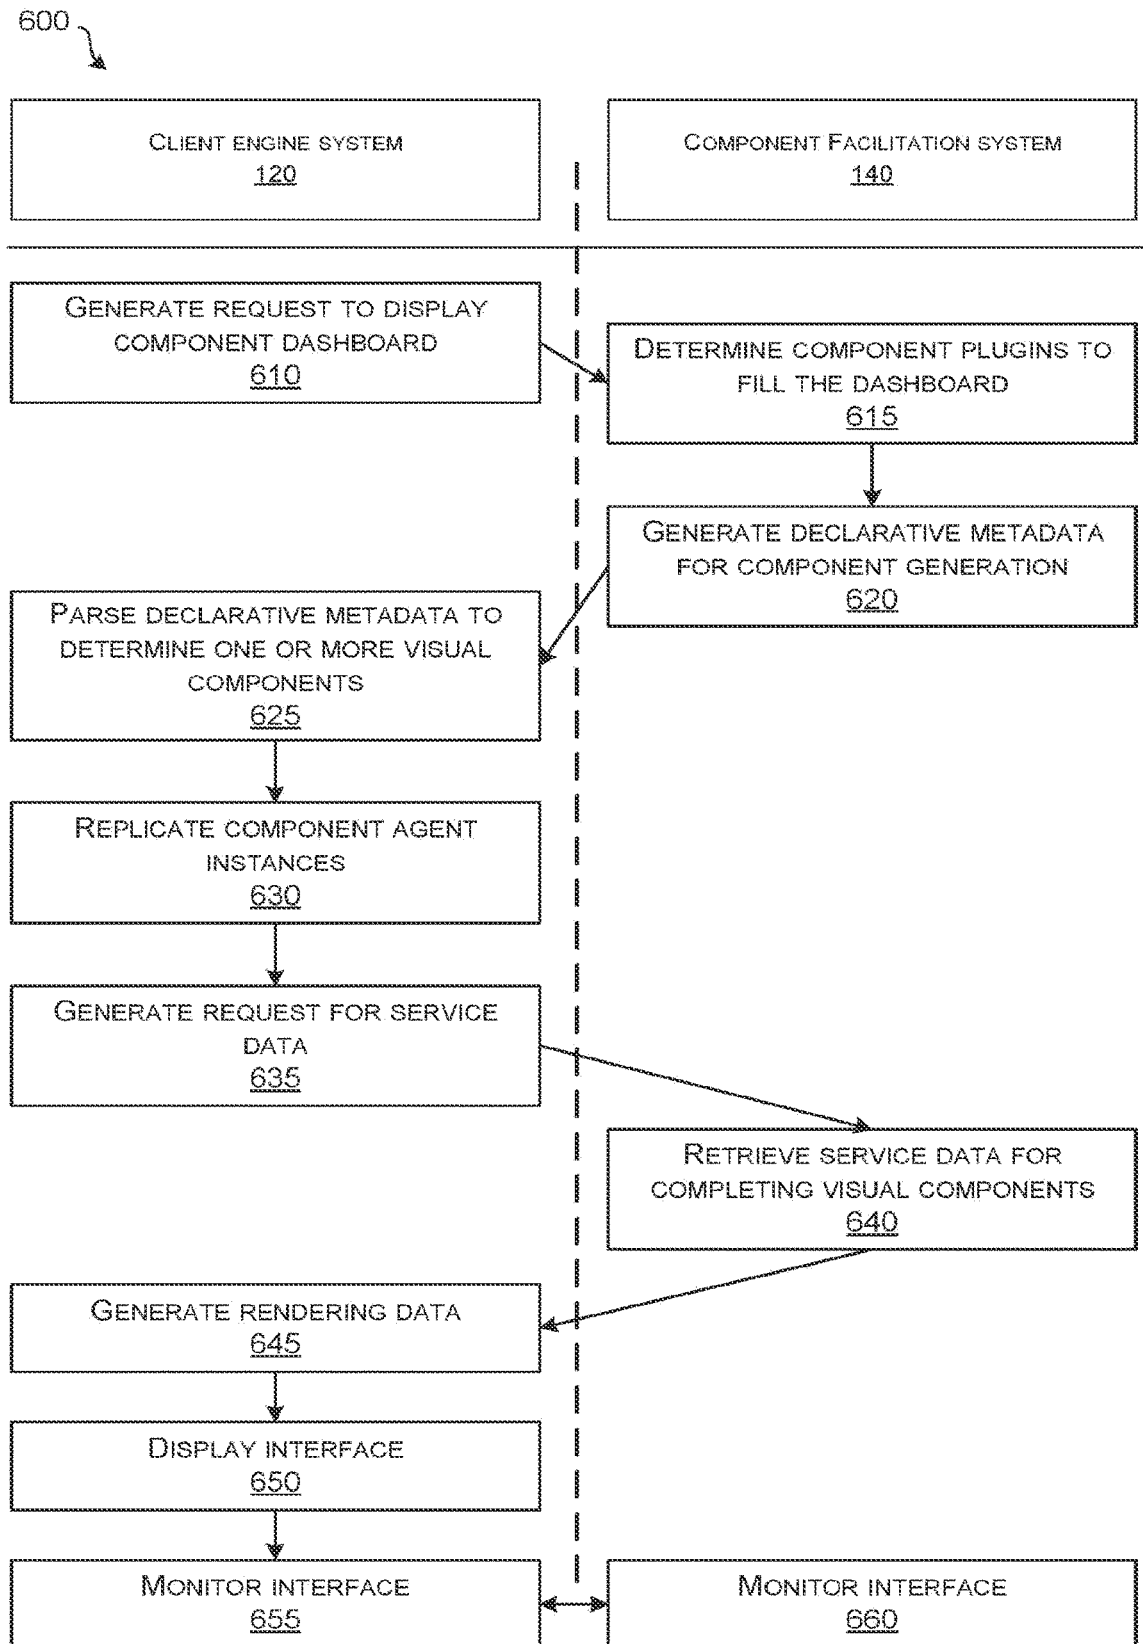 600
CLIENT ENGINE SYSTEM
120
COMPONENT FACILITATION SYSTEM
140
GENERATE REQUEST TO DISPLAY
COMPONENT DASHBOARD
610
DETERMINE COMPONENT PLUGINS TO
FILL THE DASHBOARD
615
GENERATE DECLARATIVE METADATA
FOR COMPONENT GENERATION
620
PARSE DECLARATIVE METADATA TO
DETERMINE ONE OR MORE VISUAL
COMPONENTS
625
REPLICATE COMPONENT AGENT
INSTANCES
630
GENERATE REQUEST FOR SERVICE
DATA
635
RETRIEVE SERVICE DATA FOR
COMPLETING VISUAL COMPONENTS
640
GENERATE RENDERING DATA
645
DISPLAY INTERFACE
650
MONITOR INTERFACE
655
MONITOR INTERFACE
660